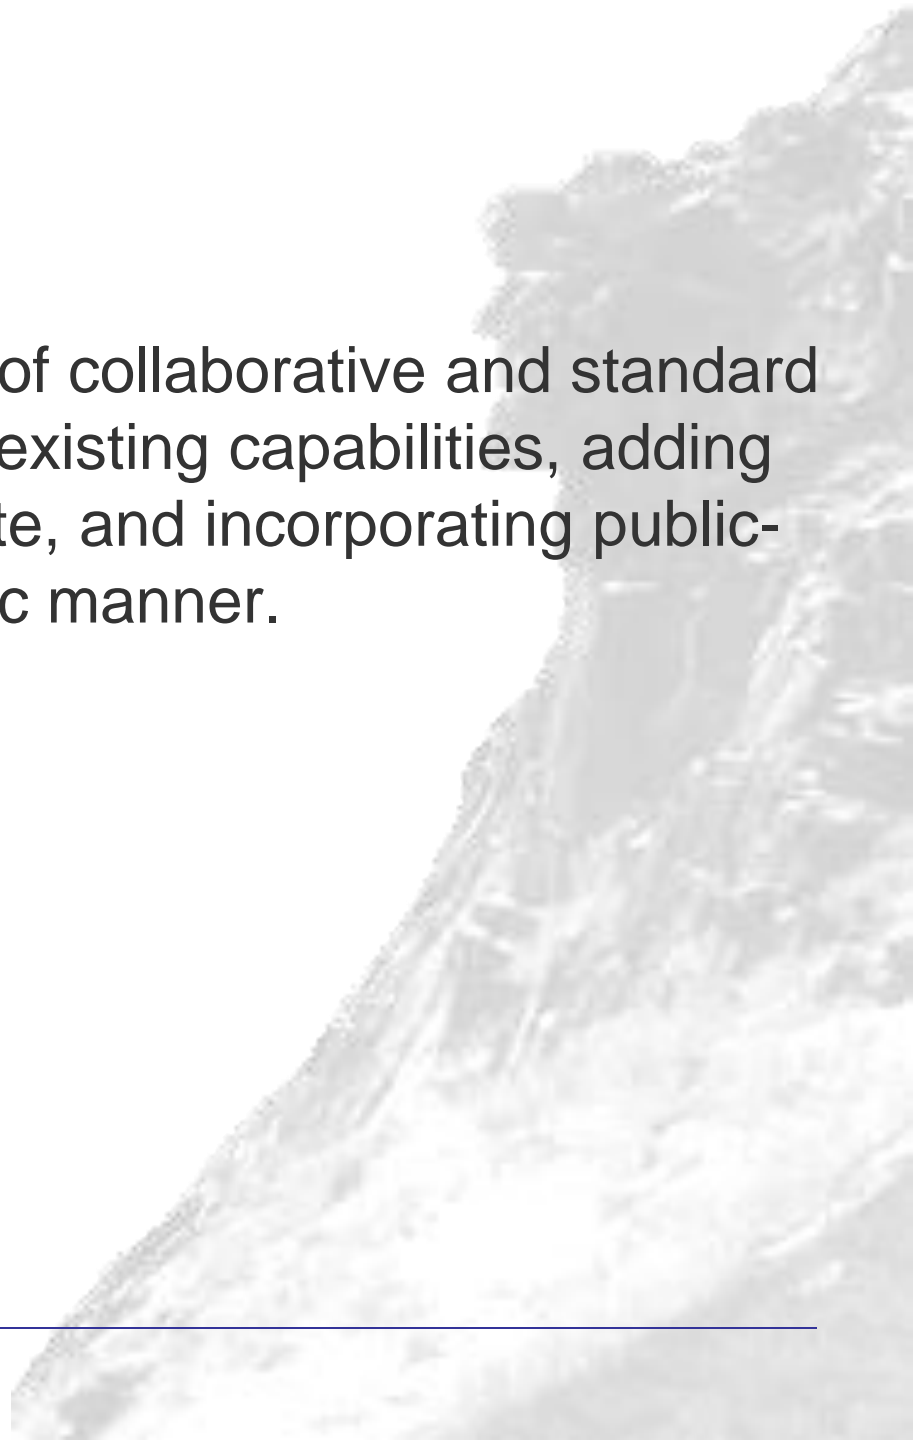 of collaborative and standard
existing capabilities, adding
te, and incorporating public-
c manner.